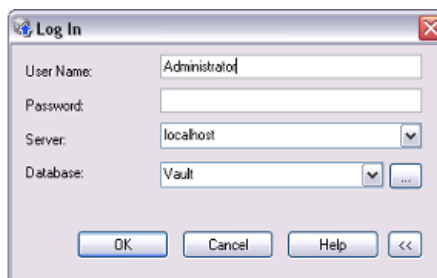 Log In
User Name: Administrator
Password:
Server: localhost
Database: Vault ...
OK Cancel Help <<